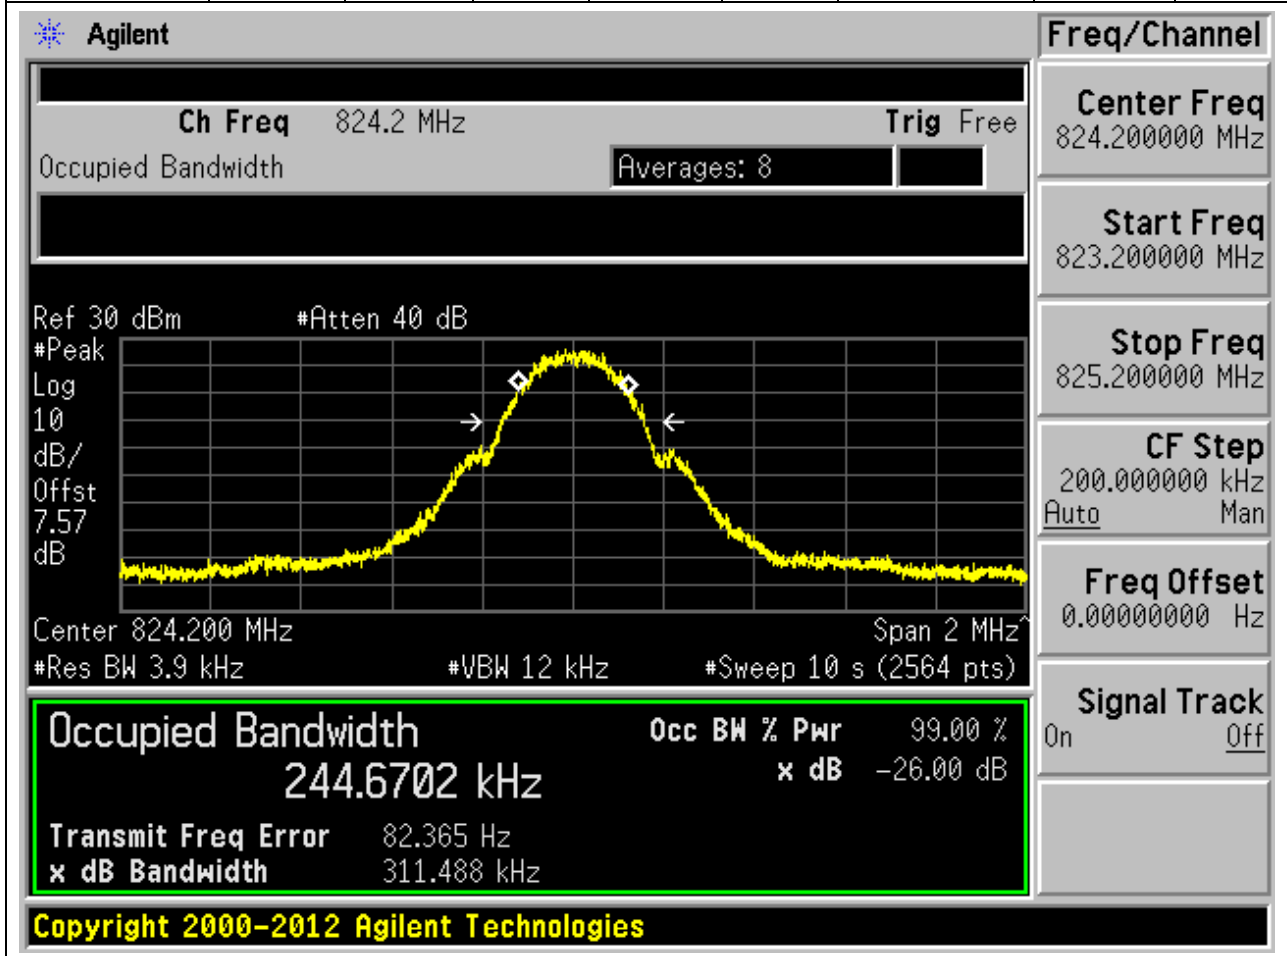 Agilent
Freq/Channel
Ch Freq 824.2 MHz Trig Free
Occupied Bandwidth Averages: 8
Center Freq
824.200000 MHz
Start Freq
823.200000 MHz
Stop Freq
825.200000 MHz
CF Step
200.000000 kHz
Auto Man
Freq Offset
0.00000000 Hz
Signal Track
On Off
Ref 30 dBm #Atten 40 dB
#Peak
Log
10
dB/
Offst
7.57
dB
Center 824.200 MHz Span 2 MHz^
#Res BW 3.9 kHz #VBW 12 kHz #Sweep 10 s (2564 pts)
Occupied Bandwidth Occ BW % Pwr 99.00 %
244.6702 kHz x dB -26.00 dB
Transmit Freq Error 82.365 Hz
x dB Bandwidth 311.488 kHz
Copyright 2000-2012 Agilent Technologies